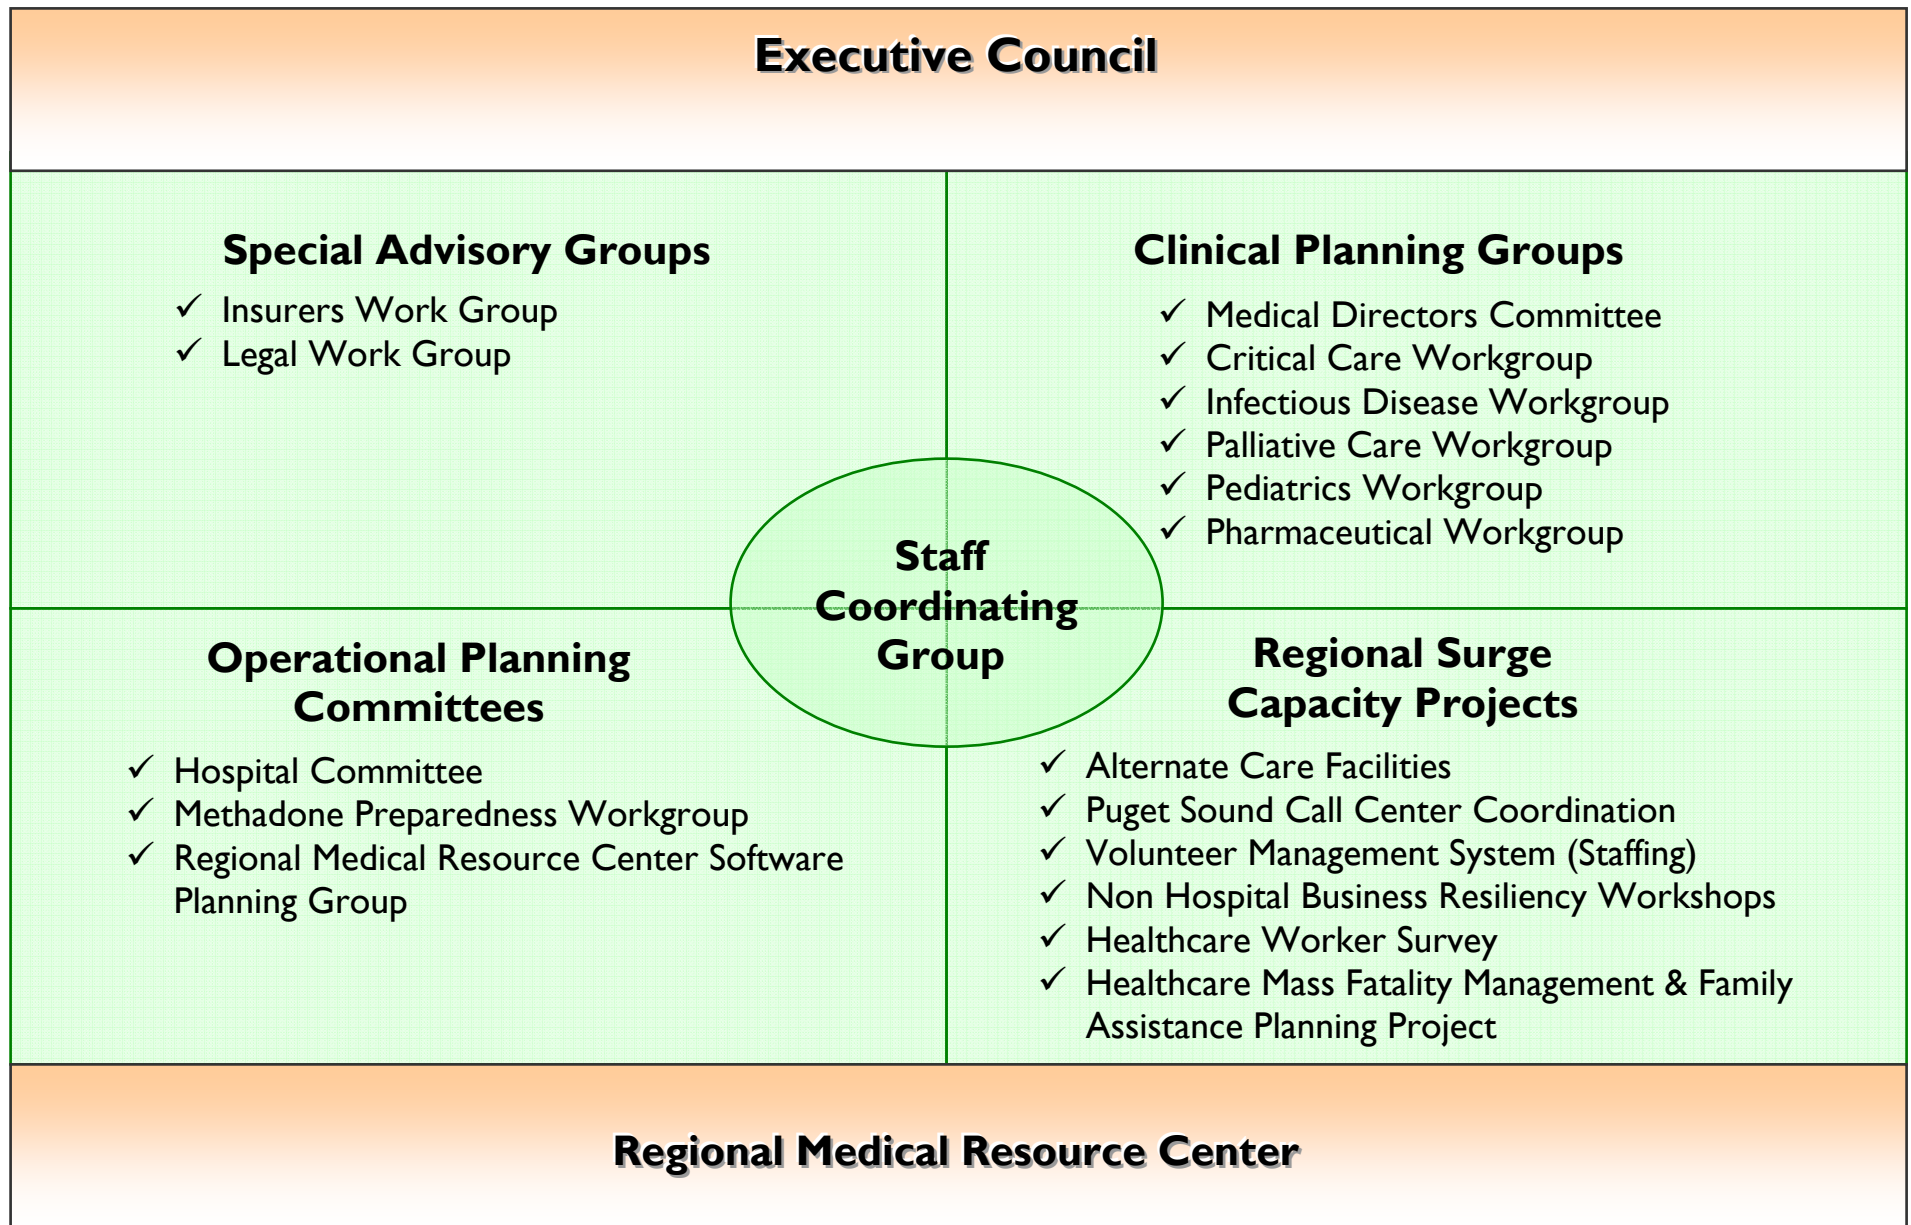 Executive Council
Special Advisory Groups
✓ Insurers Work Group
✓ Legal Work Group
Clinical Planning Groups
✓ Medical Directors Committee
✓ Critical Care Workgroup
✓ Infectious Disease Workgroup
✓ Palliative Care Workgroup
✓ Pediatrics Workgroup
✓ Pharmaceutical Workgroup
Staff
Coordinating
Group
Operational Planning
Committees
✓ Hospital Committee
✓ Methadone Preparedness Workgroup
✓ Regional Medical Resource Center Software
Planning Group
Regional Surge
Capacity Projects
✓ Alternate Care Facilities
✓ Puget Sound Call Center Coordination
✓ Volunteer Management System (Staffing)
✓ Non Hospital Business Resiliency Workshops
✓ Healthcare Worker Survey
✓ Healthcare Mass Fatality Management & Family
Assistance Planning Project
Regional Medical Resource Center